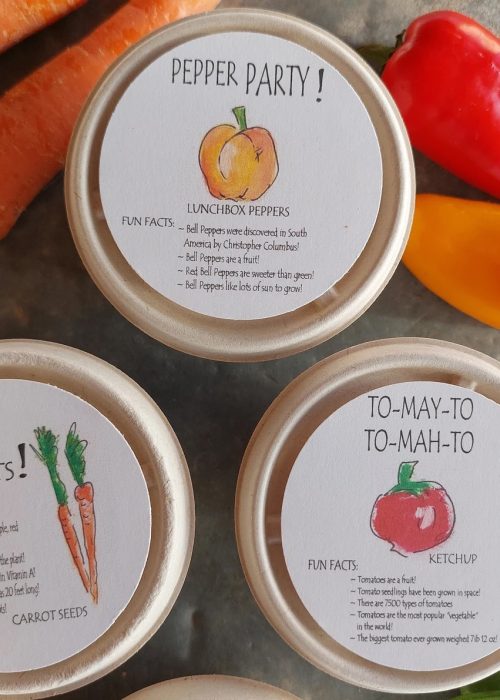 PEPPER PARTY!
LUNCHBOX PEPPERS
FUN FACTS:
~ Bell Peppers were discovered in South
America by Christopher Columbus!
~ Bell Peppers are a fruit!
~ Red Bell Peppers are sweeter than green!
~ Bell Peppers like lots of sun to grow!
!
red
the plant!
in Vitamin A!
20 feet long!
CARROT SEEDS
TO-MAY-TO
TO-MAH-TO
KETCHUP
FUN FACTS:
~ Tomatoes are a fruit!
~ Tomato seedlings have been grown in space!
~ There are 7500 types of tomatoes
~ Tomatoes are the most popular "vegetable"
in the world!
~ The biggest tomato ever grown weighed 7 lb 12 oz!